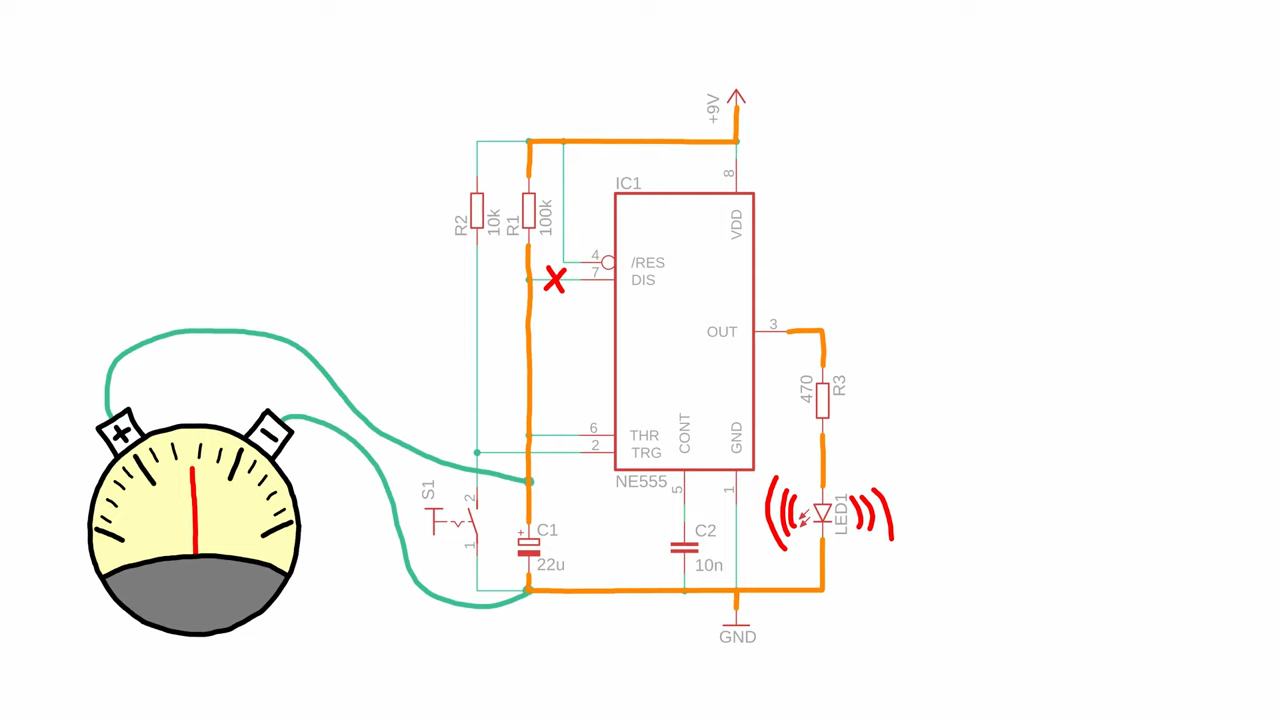 +9V
IC1
8
VDD
R2
10k
R1
100k
4
/RES
7
DIS
OUT
3
470
R3
6
THR
2
TRG
CONT
GND
NE555
5
1
+
-
S1
2
1
+
C1
22u
C2
10n
LED1
GND